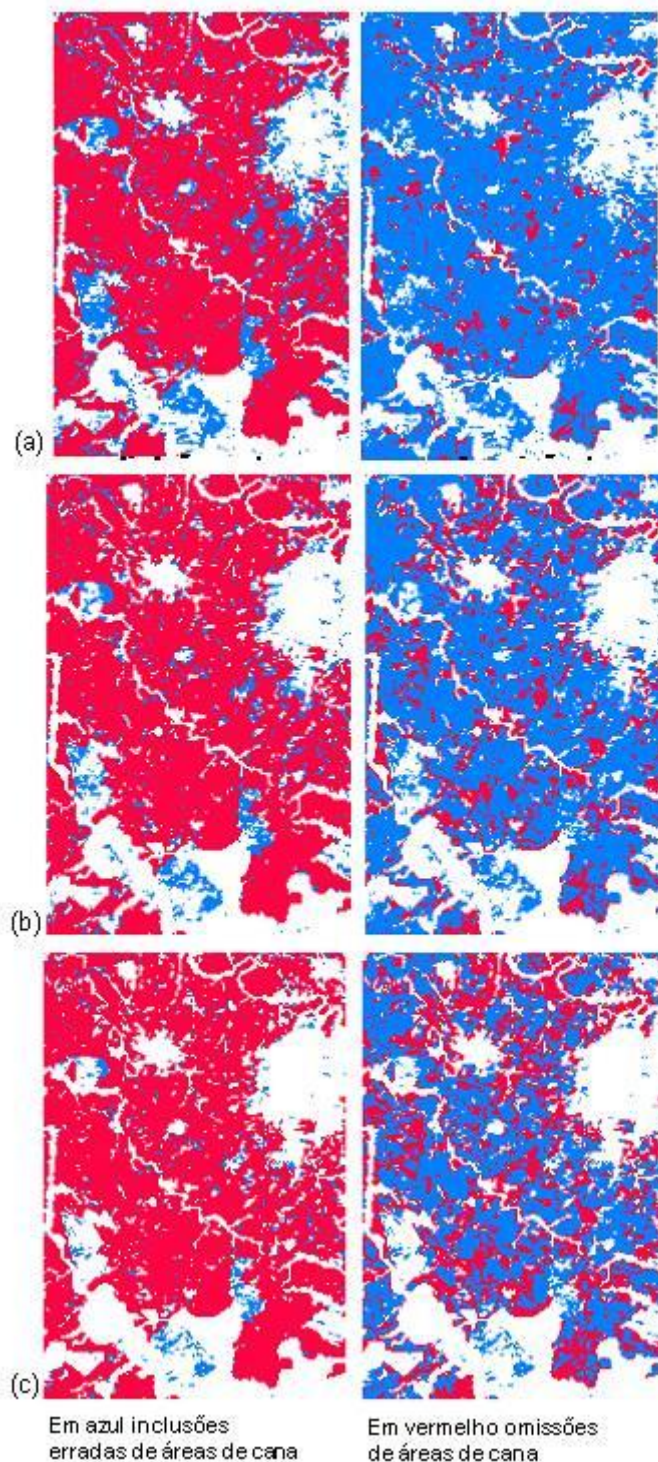 (a)
(b)
(c)
Em azul inclusões
erradas de áreas de cana
Em vermelho omissões
de áreas de cana